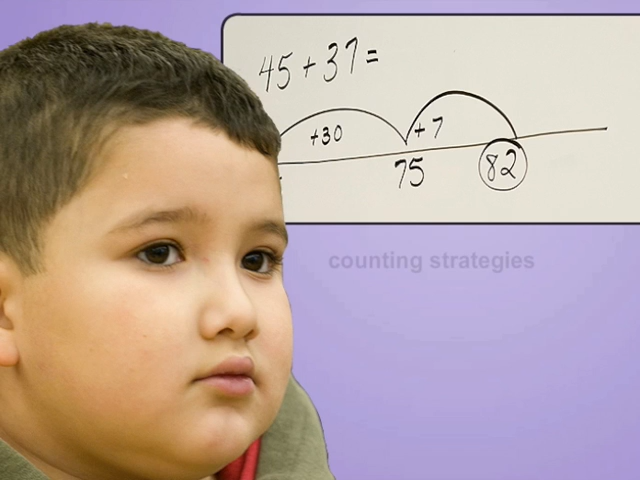 45 + 37 =
+30 +7
75 82
counting strategies